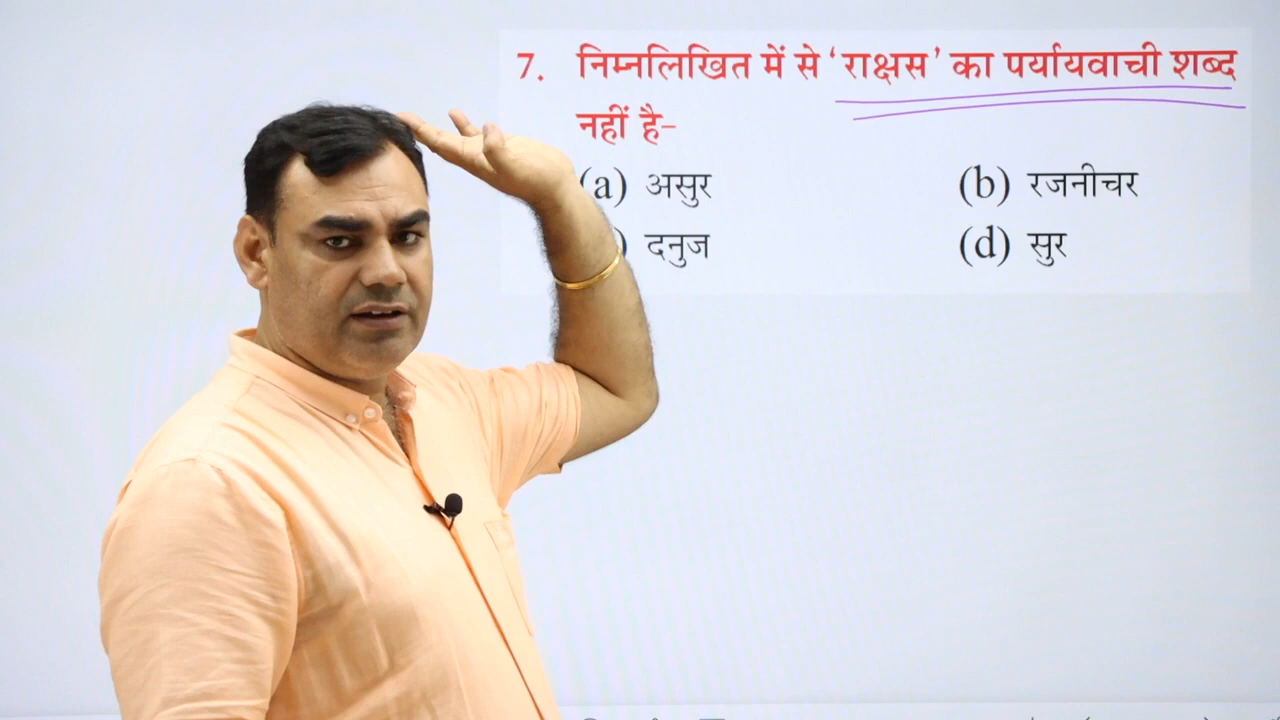 7. निम्नलिखित में से 'राक्षस' का पर्यायवाची शब्द
नहीं है-
(a) असुर (b) रजनीचर
) दनुज (d) सुर